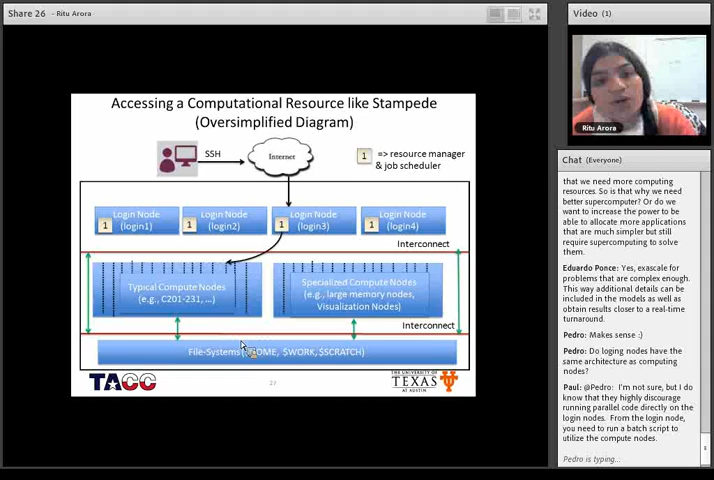 Share 26 - Ritu Arora
Accessing a Computational Resource like Stampede
(Oversimplified Diagram)
SSH
Internet
1 => resource manager
& job scheduler
Login Node
(login1)
1
Login Node
(login2)
1
Login Node
(login3)
1
Login Node
(login4)
1
Interconnect
Typical Compute Nodes
(e.g., C201-231, ...)
Specialized Compute Nodes
(e.g., large memory nodes,
Visualization Nodes)
Interconnect
File-Systems $WORK, $SCRATCH)
TACC
THE UNIVERSITY OF
TEXAS
AT AUSTIN
Video (1)
Ritu Arora
Chat (Everyone)
that we need more computing
resources. So is that why we need
better supercomputer? Or do we
want to increase the power to be
able to allocate more applications
that are much simpler but still
require supercomputing to solve
them.
Eduardo Ponce: Yes, exascale for
problems that are complex enough.
This way additional details can be
included in the models as well as
obtain results closer to a real-time
turnaround.
Pedro: Makes sense :)
Pedro: Do loging nodes have the
same architecture as computing
nodes?
Paul: @Pedro: I'm not sure, but I do
know that they highly discourage
running parallel code directly on the
login nodes. From the login node,
you need to run a batch script to
utilize the compute nodes.
Pedro is typing...